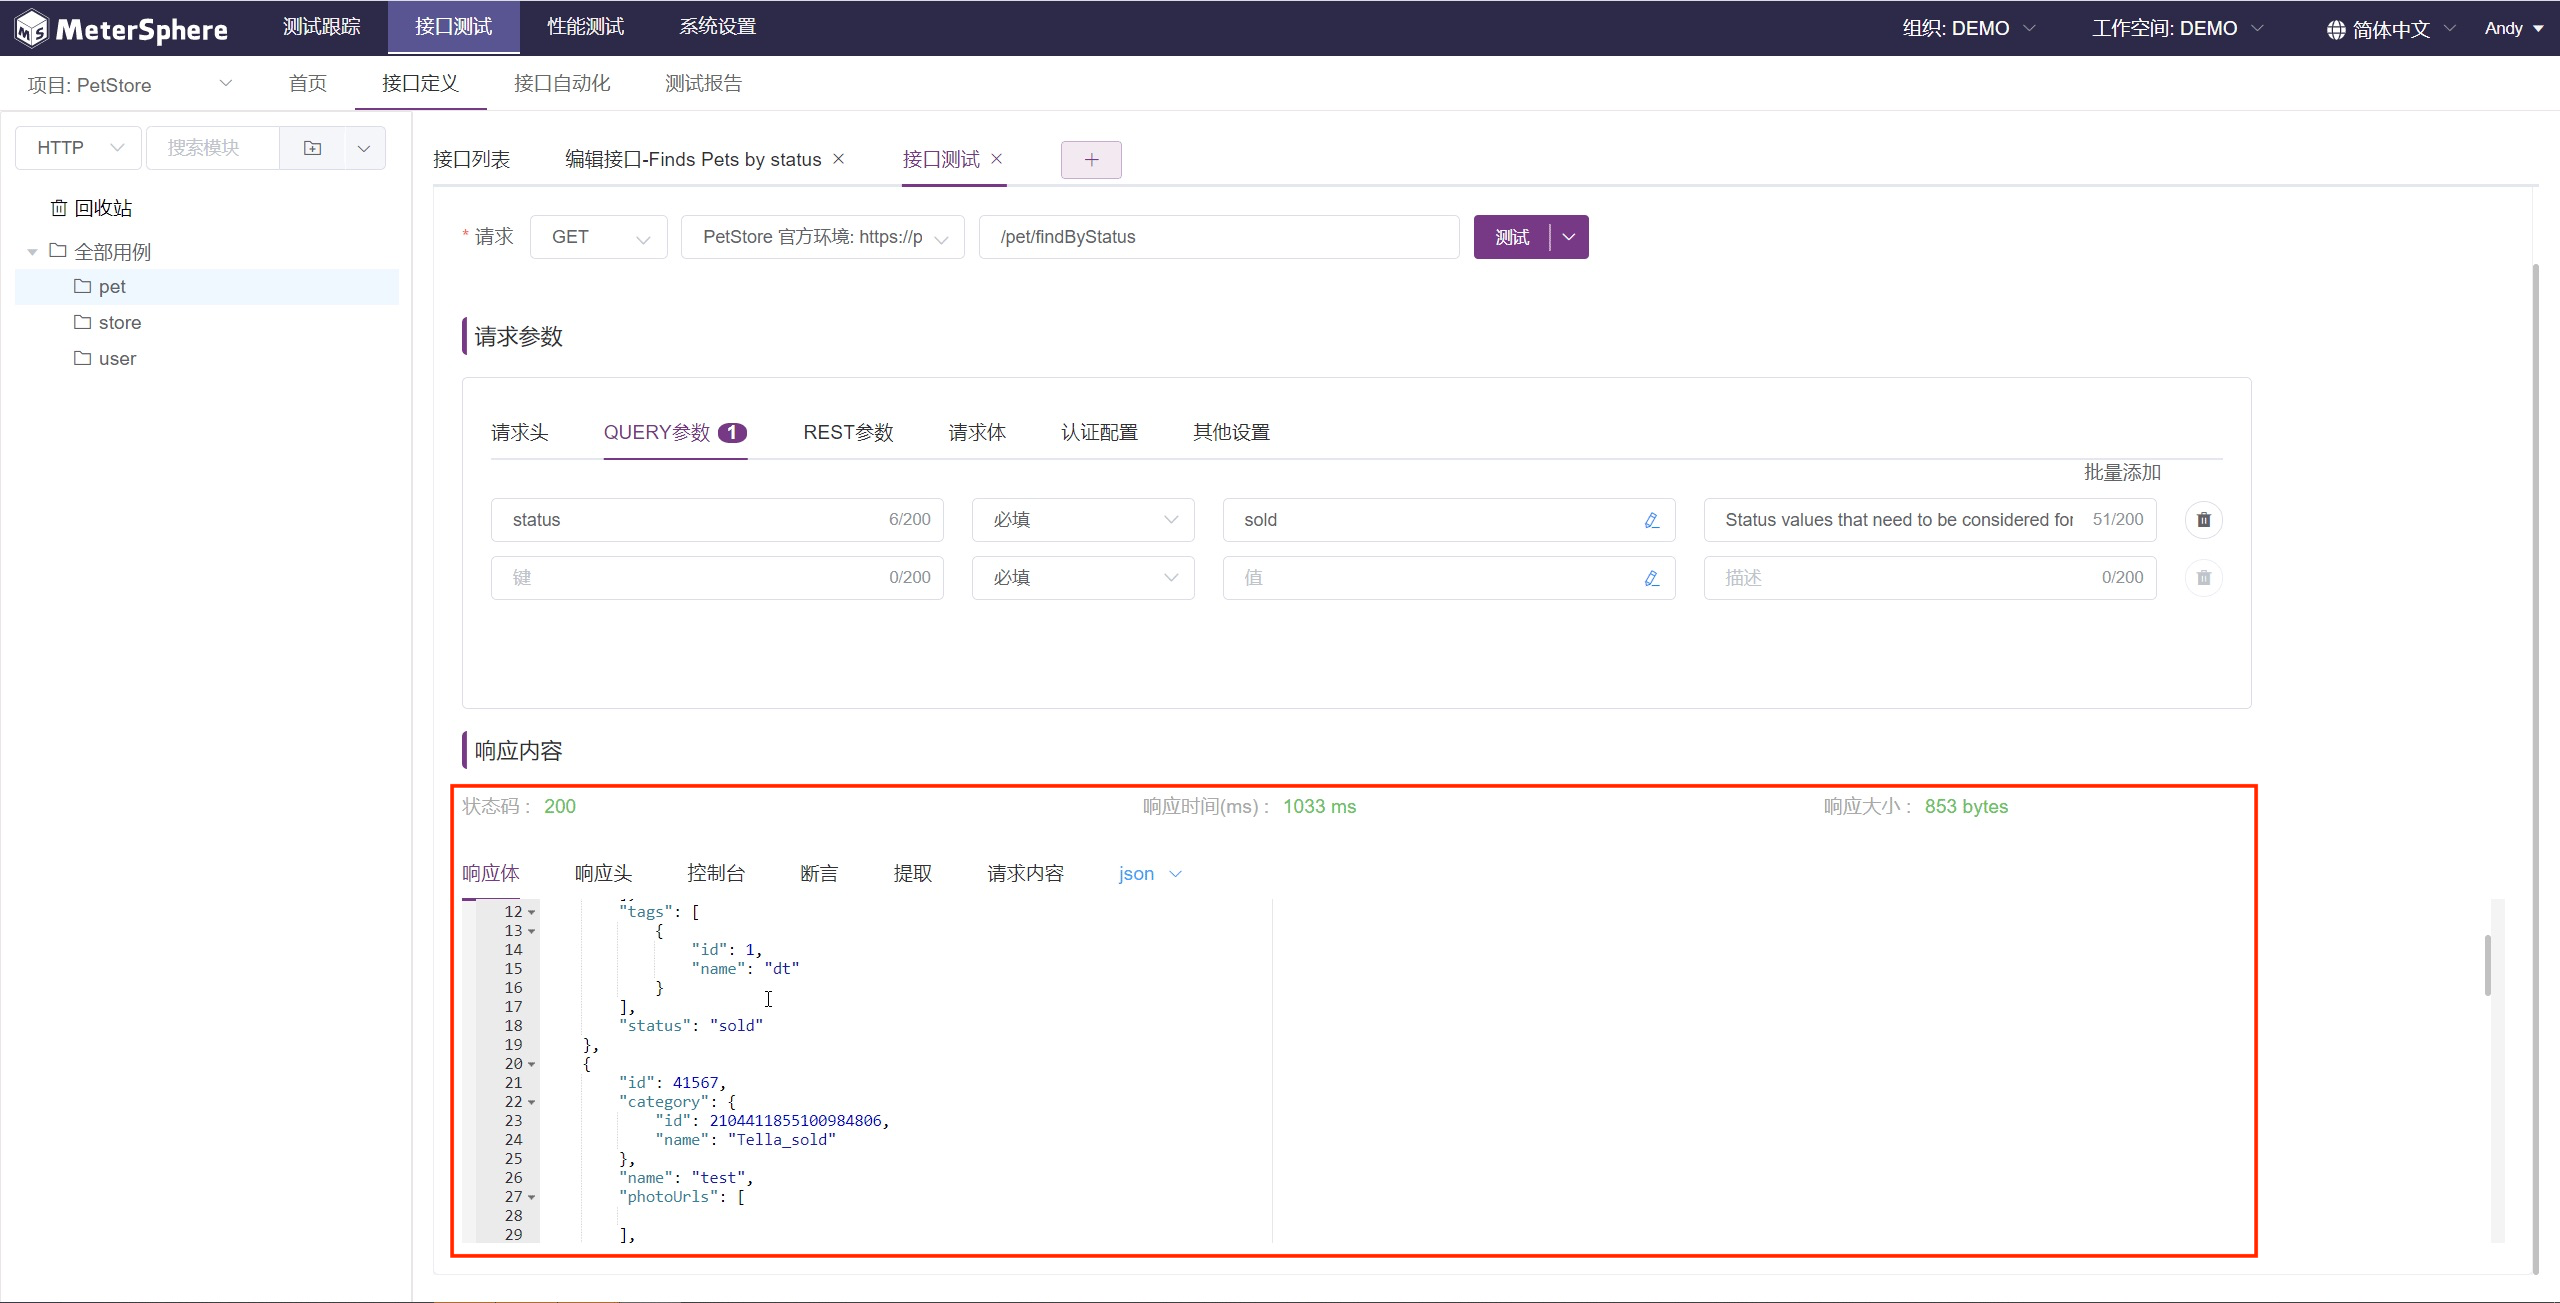 MeterSphere 测试跟踪 接口测试 性能测试 系统设置 组织: DEMO 工作空间: DEMO 简体中文 Andy
项目: PetStore 首页 接口定义 接口自动化 测试报告
HTTP 搜索模块
回收站
全部用例
pet
store
user
接口列表 编辑接口-Finds Pets by status 接口测试
* 请求 GET PetStore 官方环境: https://p /pet/findByStatus 测试
请求参数
请求头 QUERY参数 1 REST参数 请求体 认证配置 其他设置
批量添加
status 6/200 必填 sold Status values that need to be considered for 51/200
键 0/200 必填 值 描述 0/200
响应内容
状态码 : 200 响应时间(ms) : 1033 ms 响应大小 : 853 bytes
响应体 响应头 控制台 断言 提取 请求内容 json
12 "tags": [
13 {
14 "id": 1,
15 "name": "dt"
16 }
17 ],
18 "status": "sold"
19 },
20 {
21 "id": 41567,
22 "category": {
23 "id": 2104411855100984806,
24 "name": "Tella_sold"
25 },
26 "name": "test",
27 "photoUrls": [
28
29 ],